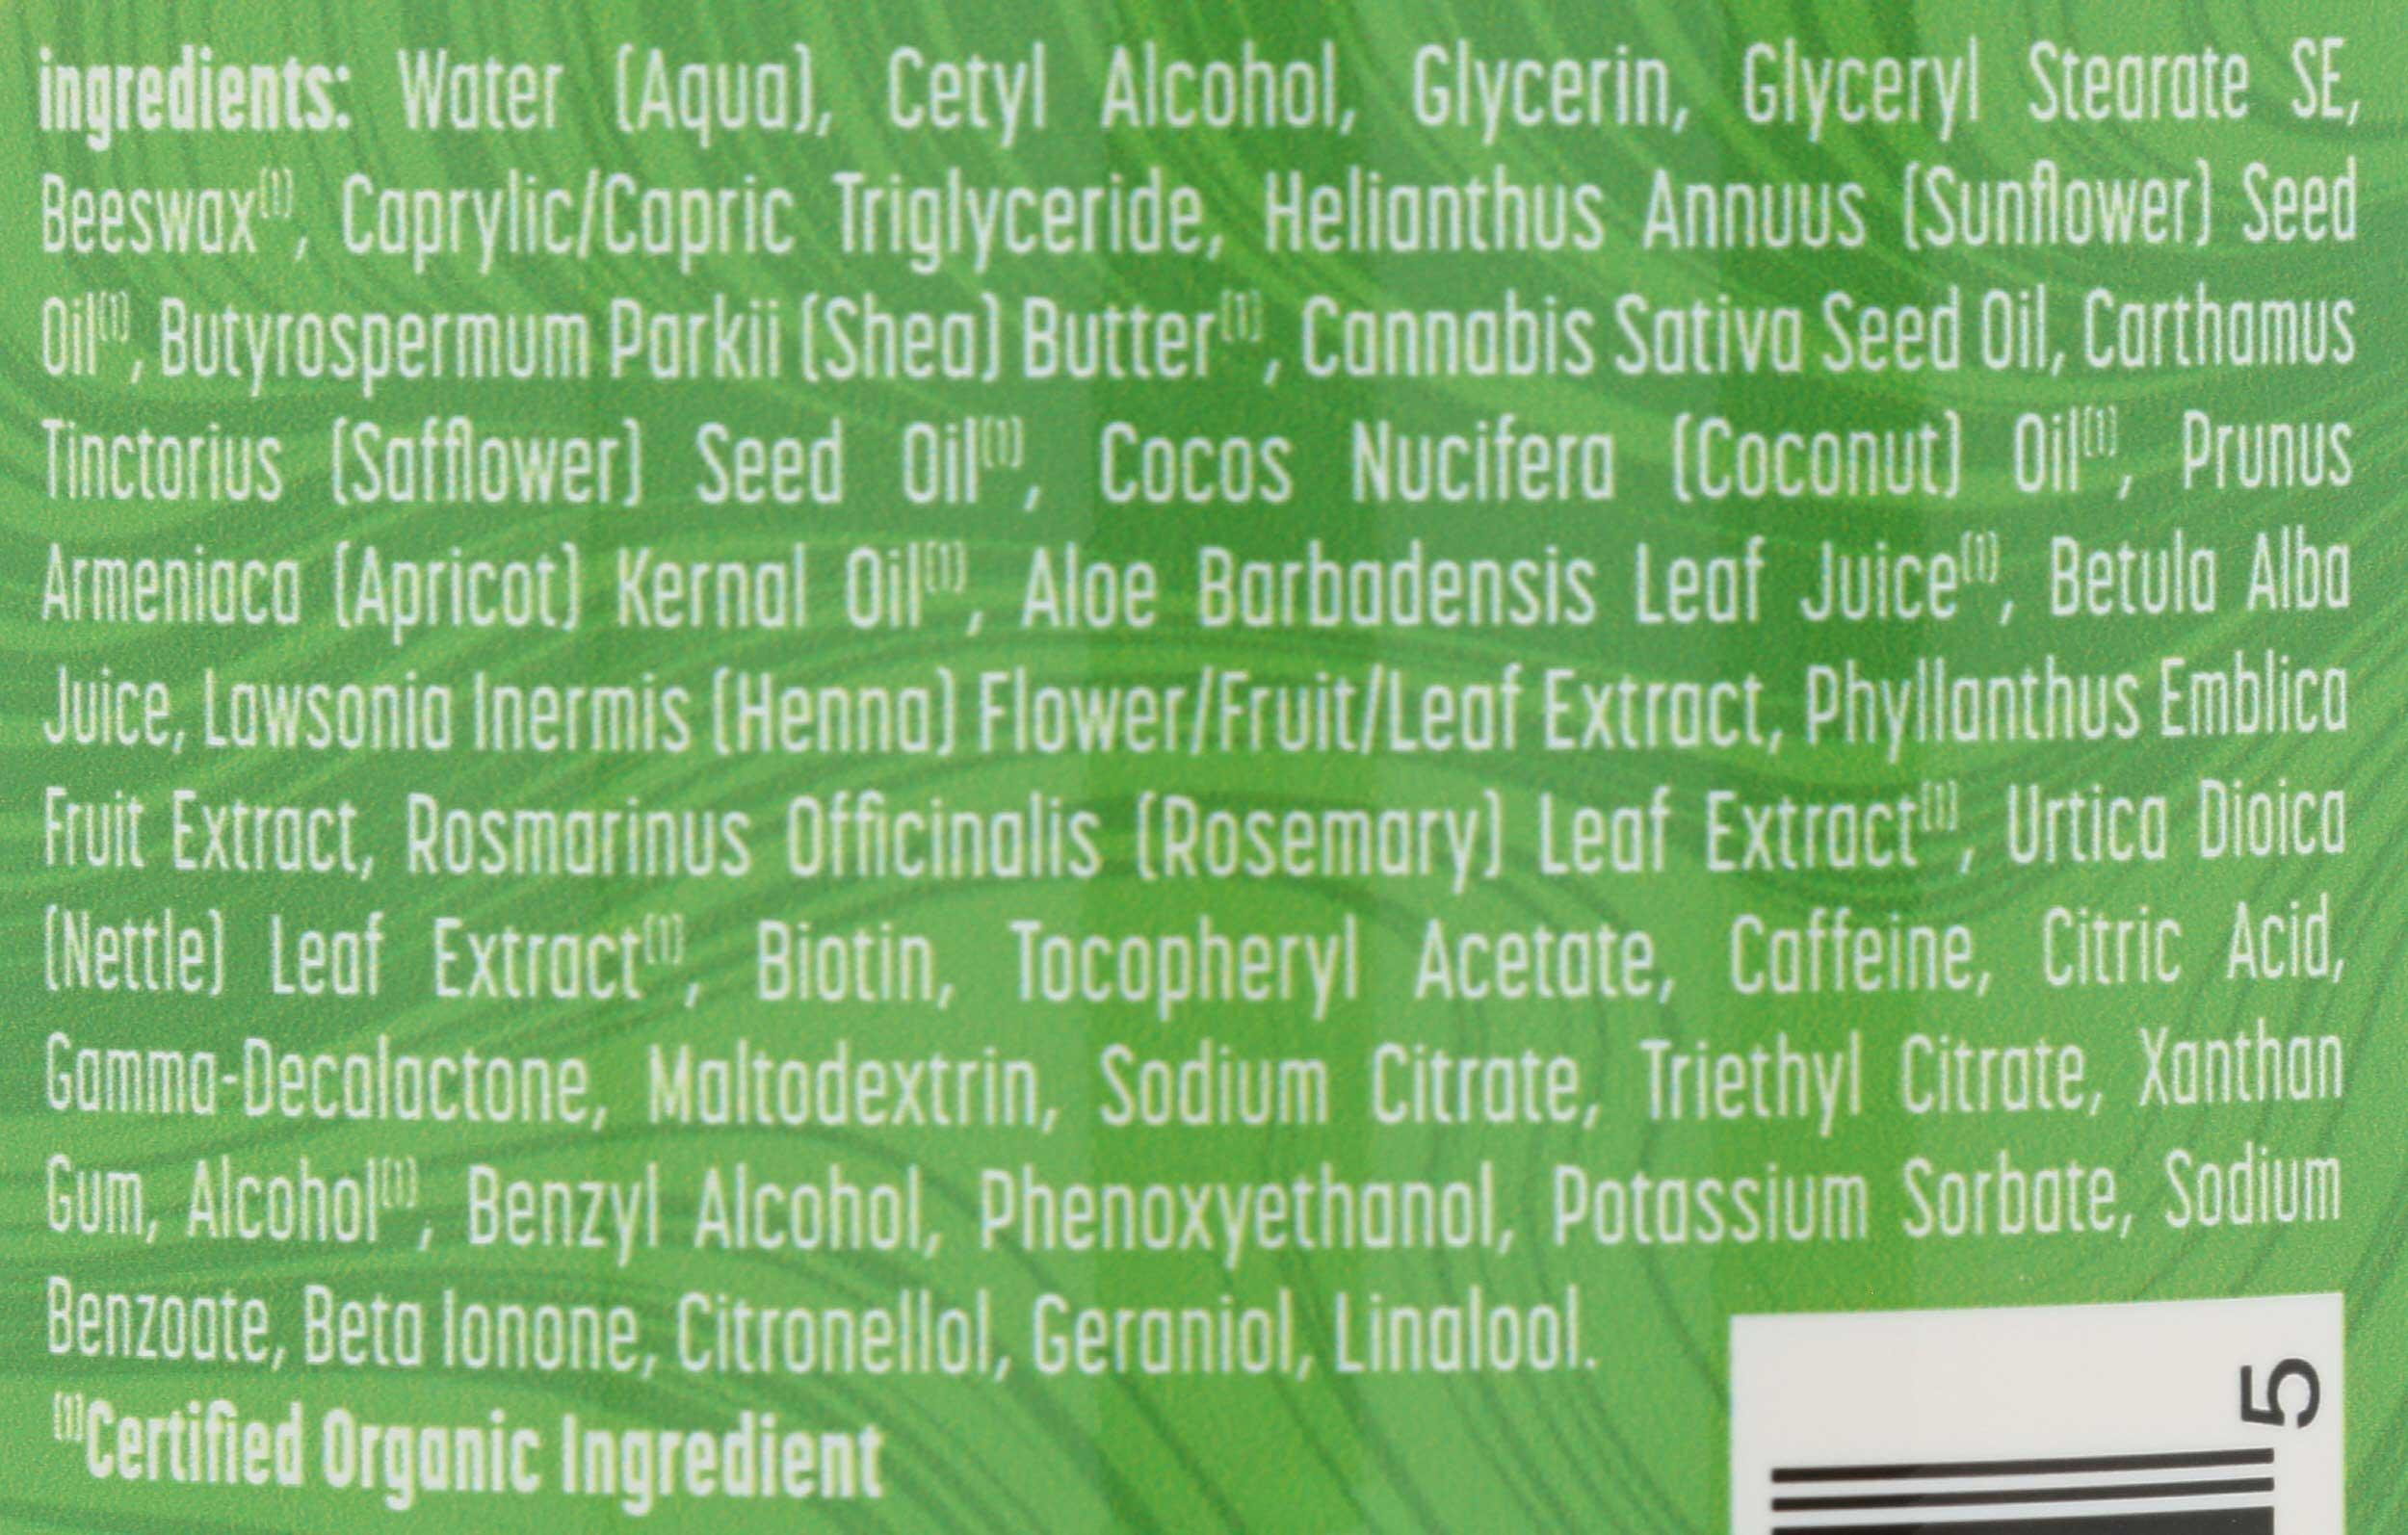 ingredients: Water (Aqua), Cetyl Alcohol, Glycerin, Glyceryl Stearate SE,
Beeswax(1), Caprylic/Capric Triglyceride, Helianthus Annuus (Sunflower) Seed
Oil(1), Butyrospermum Parkii (Shea) Butter(1), Cannabis Sativa Seed Oil, Carthamus
Tinctorius (Safflower) Seed Oil(1), Cocos Nucifera (Coconut) Oil(1), Prunus
Armeniaca (Apricot) Kernal Oil(1), Aloe Barbadensis Leaf Juice(1), Betula Alba
Juice, Lawsonia Inermis (Henna) Flower/Fruit/Leaf Extract, Phyllanthus Emblica
Fruit Extract, Rosmarinus Officinalis (Rosemary) Leaf Extract(1), Urtica Dioica
(Nettle) Leaf Extract(1), Biotin, Tocopheryl Acetate, Caffeine, Citric Acid,
Gamma-Decalactone, Maltodextrin, Sodium Citrate, Triethyl Citrate, Xanthan
Gum, Alcohol(1), Benzyl Alcohol, Phenoxyethanol, Potassium Sorbate, Sodium
Benzoate, Beta Ionone, Citronellol, Geraniol, Linalool.
(1)Certified Organic Ingredient
5